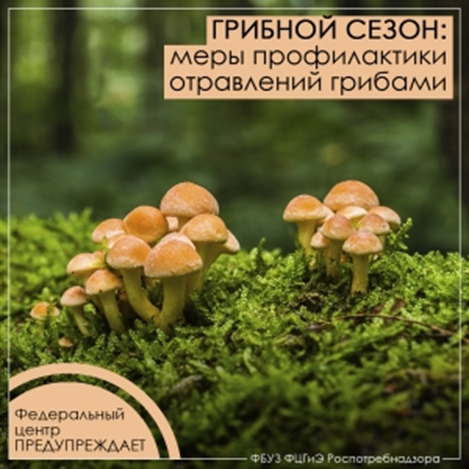 ГРИБНОЙ СЕЗОН:
меры профилактики
отравлений грибами
Федеральный
центр
ПРЕДУПРЕЖДАЕТ
ФБУЗ ФЦГиЭ Роспотребнадзора